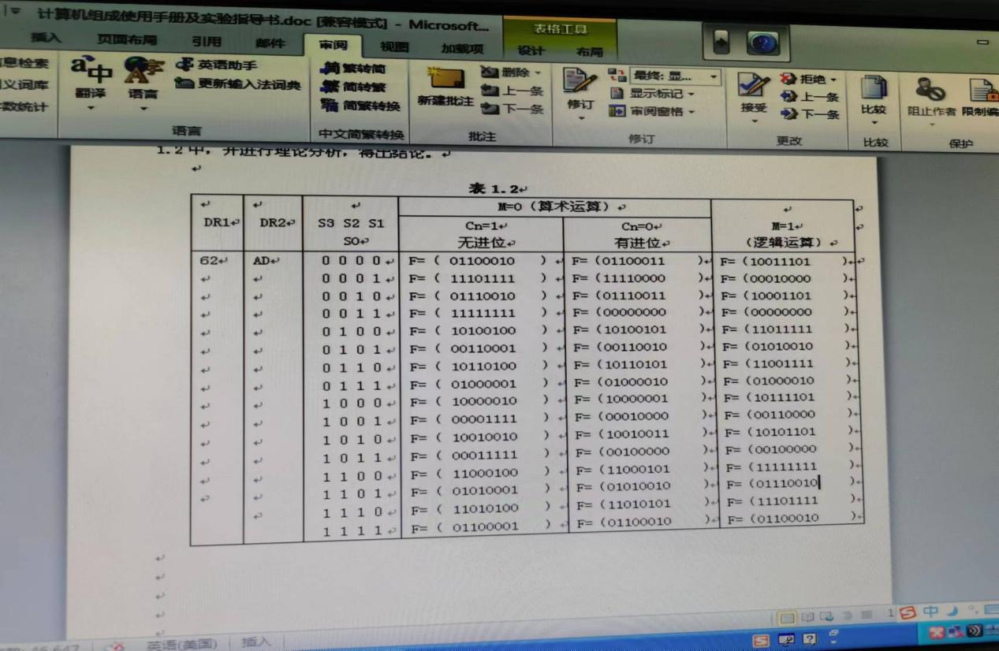 计算机组成使用手册及实验指导书.doc [兼容模式] - Microsoft...
表格工具
插入 页面布局 引用 邮件 审阅 视图 加载项 设计 布局
息检索
义词库
字数统计
翻译 语言
英语助手
更新输入法词典
语言
繁转简
简转繁
简繁转换
中文简繁转换
新建批注
删除
上一条
下一条
批注
修订
最终: 显...
显示标记
审阅窗格
修订
接受
拒绝
上一条
下一条
更改
比较
比较
阻止作者 限制编
保护
1.2 中，并进行理论分析，得出结论。
表 1.2
DR1 DR2 S3 S2 S1 S0 M=0（算术运算） M=1
Cn=1 Cn=0
无进位 有进位 （逻辑运算）
62 AD 0 0 0 0 F= ( 01100010 ) F= (01100011 ) F= (10011101 )
0 0 0 1 F= ( 11101111 ) F= (11110000 ) F= (00010000 )
0 0 1 0 F= ( 01110010 ) F= (01110011 ) F= (10001101 )
0 0 1 1 F= ( 11111111 ) F= (00000000 ) F= (00000000 )
0 1 0 0 F= ( 10100100 ) F= (10100101 ) F= (11011111 )
0 1 0 1 F= ( 00110001 ) F= (00110010 ) F= (01010010 )
0 1 1 0 F= ( 10110100 ) F= (10110101 ) F= (11001111 )
0 1 1 1 F= ( 01000001 ) F= (01000010 ) F= (01000010 )
1 0 0 0 F= ( 10000010 ) F= (10000001 ) F= (10111101 )
1 0 0 1 F= ( 00001111 ) F= (00010000 ) F= (00110000 )
1 0 1 0 F= ( 10010010 ) F= (10010011 ) F= (10101101 )
1 0 1 1 F= ( 00011111 ) F= (00100000 ) F= (00100000 )
1 1 0 0 F= ( 11000100 ) F= (11000101 ) F= (11111111 )
1 1 0 1 F= ( 01010001 ) F= (01010010 ) F= (01110010 )
1 1 1 0 F= ( 11010100 ) F= (11010101 ) F= (11101111 )
1 1 1 1 F= ( 01100001 ) F= (01100010 ) F= (01100010 )
英语(美国) 插入
中